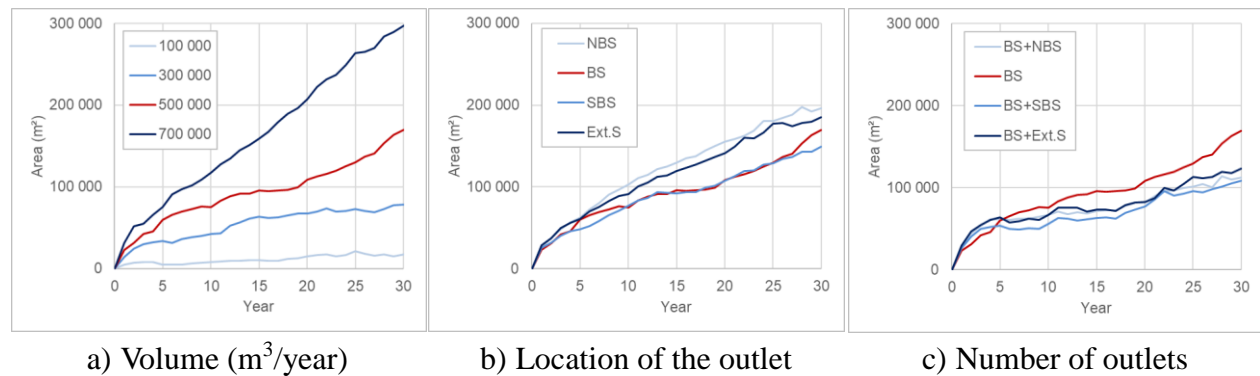 300 000
200 000
100 000
0
Area (m²)
100 000
300 000
500 000
700 000
0 5 10 15 20 25 30
Year
a) Volume (m³/year)
300 000
200 000
100 000
0
Area (m²)
NBS
BS
SBS
Ext.S
0 5 10 15 20 25 30
Year
b) Location of the outlet
300 000
200 000
100 000
0
Area (m²)
BS+NBS
BS
BS+SBS
BS+Ext.S
0 5 10 15 20 25 30
Year
c) Number of outlets